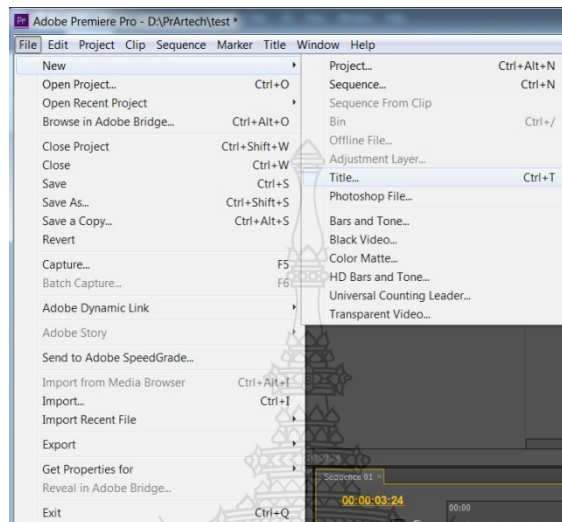 Pr Adobe Premiere Pro - D:\PrArtech\test *
File Edit Project Clip Sequence Marker Title Window Help
New
Open Project... Ctrl+O
Open Recent Project
Browse in Adobe Bridge... Ctrl+Alt+O
Close Project Ctrl+Shift+W
Close Ctrl+W
Save Ctrl+S
Save As... Ctrl+Shift+S
Save a Copy... Ctrl+Alt+S
Revert
Capture... F5
Batch Capture... F6
Adobe Dynamic Link
Adobe Story
Send to Adobe SpeedGrade...
Import from Media Browser Ctrl+Alt+I
Import... Ctrl+I
Import Recent File
Export
Get Properties for
Reveal in Adobe Bridge...
Exit Ctrl+Q
Project... Ctrl+Alt+N
Sequence... Ctrl+N
Sequence From Clip
Bin Ctrl+/
Offline File...
Adjustment Layer...
Title... Ctrl+T
Photoshop File...
Bars and Tone...
Black Video...
Color Matte...
HD Bars and Tone...
Universal Counting Leader...
Transparent Video...
Sequence 01 ×
00:00:03:24
00:00